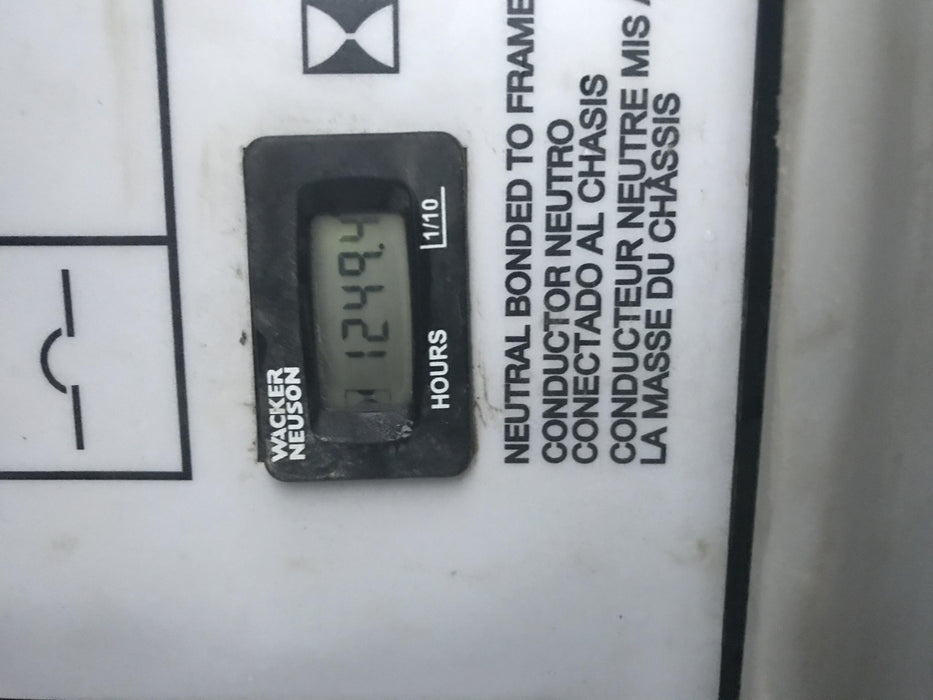 WACKER
NEUSON
1249.4
HOURS
1/10
NEUTRAL BONDED TO FRAME
CONDUCTOR NEUTRO
CONECTADO AL CHASIS
CONDUCTEUR NEUTRE MIS
LA MASSE DU CHÂSSIS